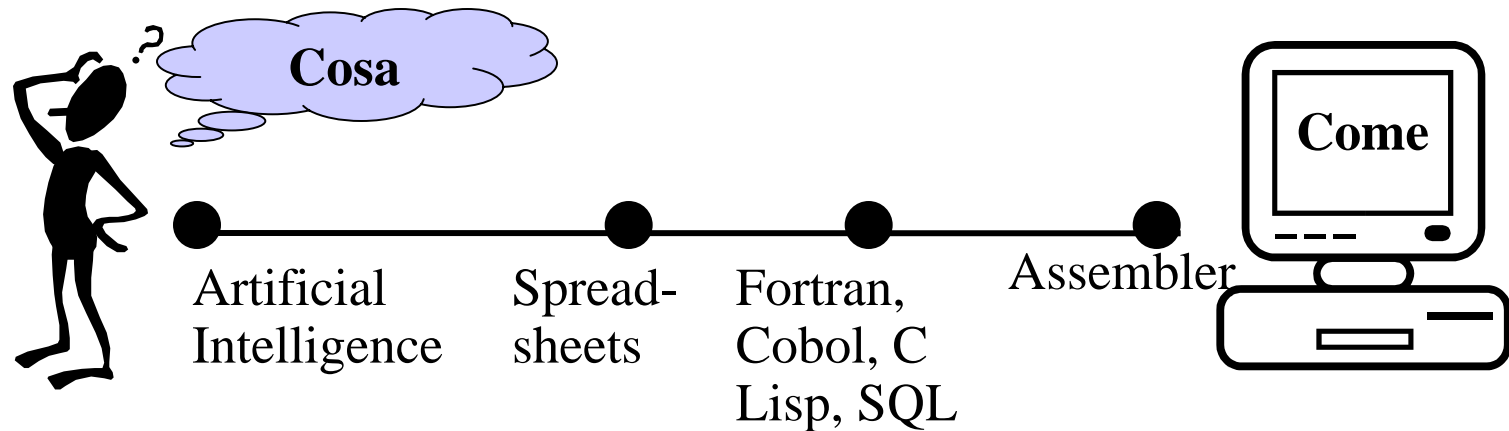 ?
Cosa
Come
Artificial
Intelligence
Spread-
sheets
Fortran,
Cobol, C
Lisp, SQL
Assembler